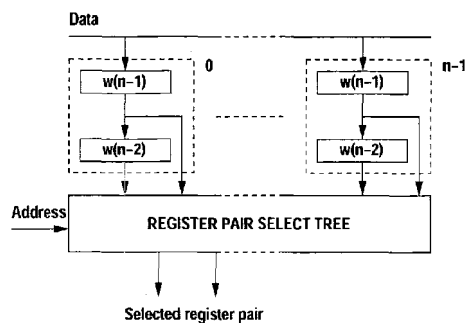 Data
0
n-1
w(n-1)
w(n-1)
w(n-2)
w(n-2)
Address
REGISTER PAIR SELECT TREE
Selected register pair